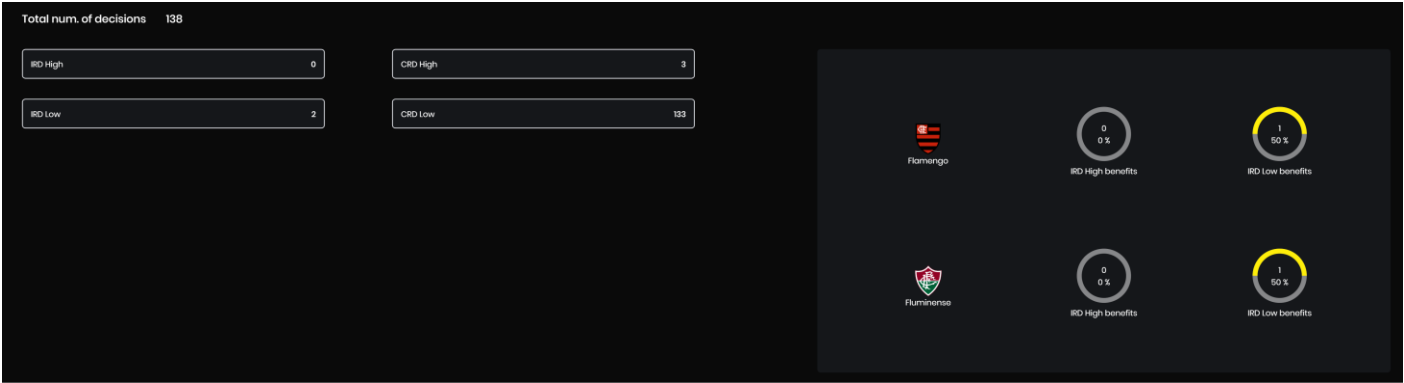 Total num. of decisions 138
IRD High 0
CRD High 3
IRD Low 2
CRD Low 133
Flamengo
0
0 %
IRD High benefits
1
50 %
IRD Low benefits
Fluminense
0
0 %
IRD High benefits
1
50 %
IRD Low benefits